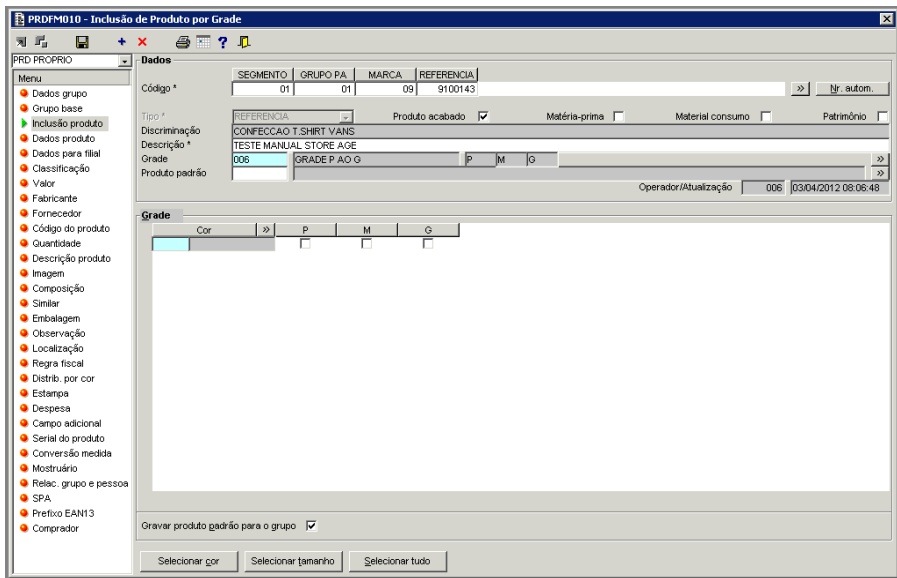 PRDFM010 - Inclusão de Produto por Grade
PRD PROPRIO
Menu
Dados grupo
Grupo base
Inclusão produto
Dados produto
Dados para filial
Classificação
Valor
Fabricante
Fornecedor
Código do produto
Quantidade
Descrição produto
Imagem
Composição
Similar
Embalagem
Observação
Localização
Regra fiscal
Distrib. por cor
Estampa
Despesa
Campo adicional
Serial do produto
Conversão medida
Mostruário
Relac. grupo e pessoa
SPA
Prefixo EAN13
Comprador
Dados
SEGMENTO GRUPO PA MARCA REFERENCIA
Código * 01 01 09 9100143 » Nr. autom.
Tipo * REFERENCIA Produto acabado Matéria-prima Material consumo Patrimônio
Discriminação CONFECCAO T.SHIRT VANS
Descrição * TESTE MANUAL STORE AGE
Grade 006 GRADE P AO G P M G »
Produto padrão »
Operador/Atualização 006 03/04/2012 08:06:48
Grade
Cor » P M G
Gravar produto padrão para o grupo
Selecionar cor Selecionar tamanho Selecionar tudo